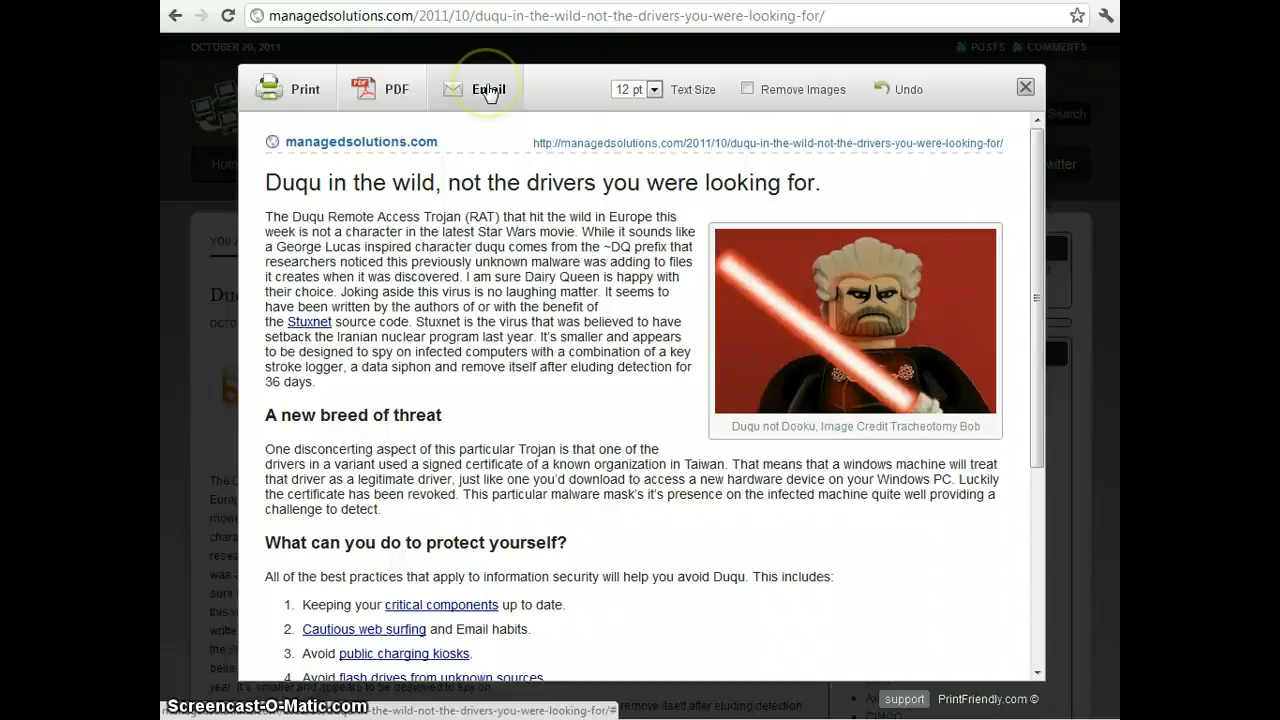 managedsolutions.com/2011/10/duqu-in-the-wild-not-the-drivers-you-were-looking-for/
OCTOBER 20, 2011
POSTS COMMENTS
Print PDF Email 12 pt Text Size Remove Images Undo
Search
managedsolutions.com http://managedsolutions.com/2011/10/duqu-in-the-wild-not-the-drivers-you-were-looking-for/
Duqu in the wild, not the drivers you were looking for.
The Duqu Remote Access Trojan (RAT) that hit the wild in Europe this
week is not a character in the latest Star Wars movie. While it sounds like
a George Lucas inspired character duqu comes from the ~DQ prefix that
researchers noticed this previously unknown malware was adding to files
it creates when it was discovered. I am sure Dairy Queen is happy with
their choice. Joking aside this virus is no laughing matter. It seems to
have been written by the authors of or with the benefit of
the Stuxnet source code. Stuxnet is the virus that was believed to have
setback the Iranian nuclear program last year. It's smaller and appears
to be designed to spy on infected computers with a combination of a key
stroke logger, a data siphon and remove itself after eluding detection for
36 days.
Duqu not Dooku, Image Credit Tracheotomy Bob
A new breed of threat
One disconcerting aspect of this particular Trojan is that one of the
drivers in a variant used a signed certificate of a known organization in Taiwan. That means that a windows machine will treat
that driver as a legitimate driver, just like one you'd download to access a new hardware device on your Windows PC. Luckily
the certificate has been revoked. This particular malware mask's it's presence on the infected machine quite well providing a
challenge to detect.
What can you do to protect yourself?
All of the best practices that apply to information security will help you avoid Duqu. This includes:
1. Keeping your critical components up to date.
2. Cautious web surfing and Email habits.
3. Avoid public charging kiosks.
4. Avoid flash drives from unknown sources
support PrintFriendly.com ©
Screencast-O-Matic.com